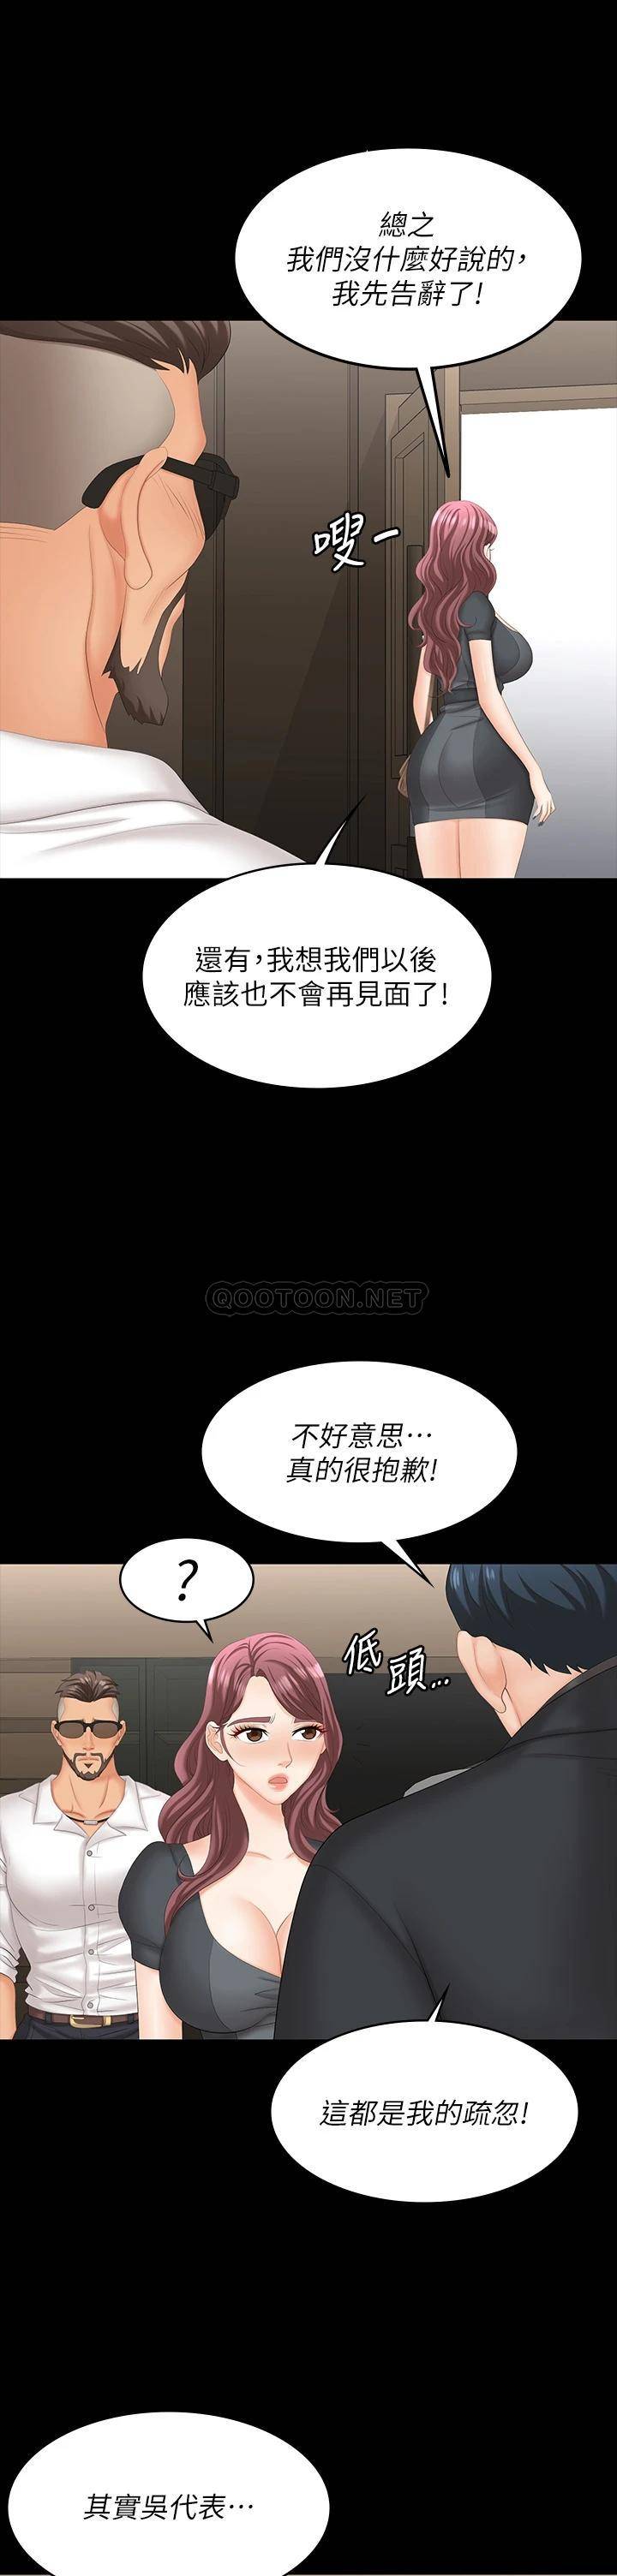 總之
我們沒什麼好說的，
我先告辭了！
嗖一
還有，我想我們以後
應該也不會再見面了！
QOOTOON.NET
不好意思…
真的很抱歉！
？
低頭…
這都是我的疏忽！
其實吳代表…